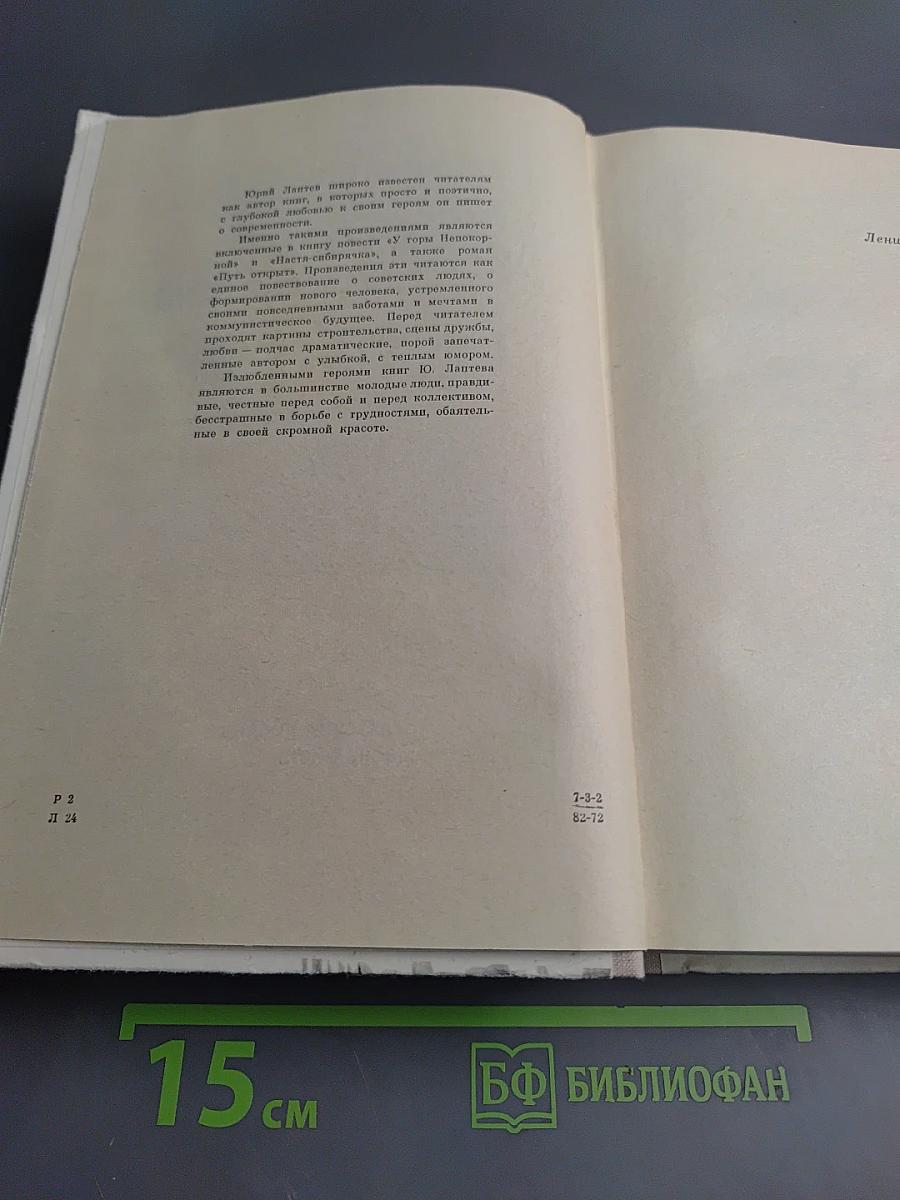 Юрий Лаптев широко известен читателям
как автор книг, в которых просто и поэтично,
с глубокой любовью к своим героям он пишет
о современности.
Именно такими произведениями являются
включенные в книгу повести «У горы Непокор-
ной» и «Настя-сибирячка», а также роман
«Путь открыт». Произведения эти читаются как
единое повествование о советских людях, о
формировании нового человека, устремленного
своими повседневными заботами и мечтами в
коммунистическое будущее. Перед читателем
проходят картины строительства, сцены дружбы,
любви — подчас драматические, порой запечат-
ленные автором с улыбкой, с теплым юмором.
Излюбленными героями книг Ю. Лаптева
являются в большинстве молодые люди, правди-
вые, честные перед собой и перед коллективом,
бесстрашные в борьбе с грудностями, обаятель-
ные в своей скромной красоте.
Р 2
Л 24
7-3-2
82-72
15 см
БФ БИБЛИОФАН